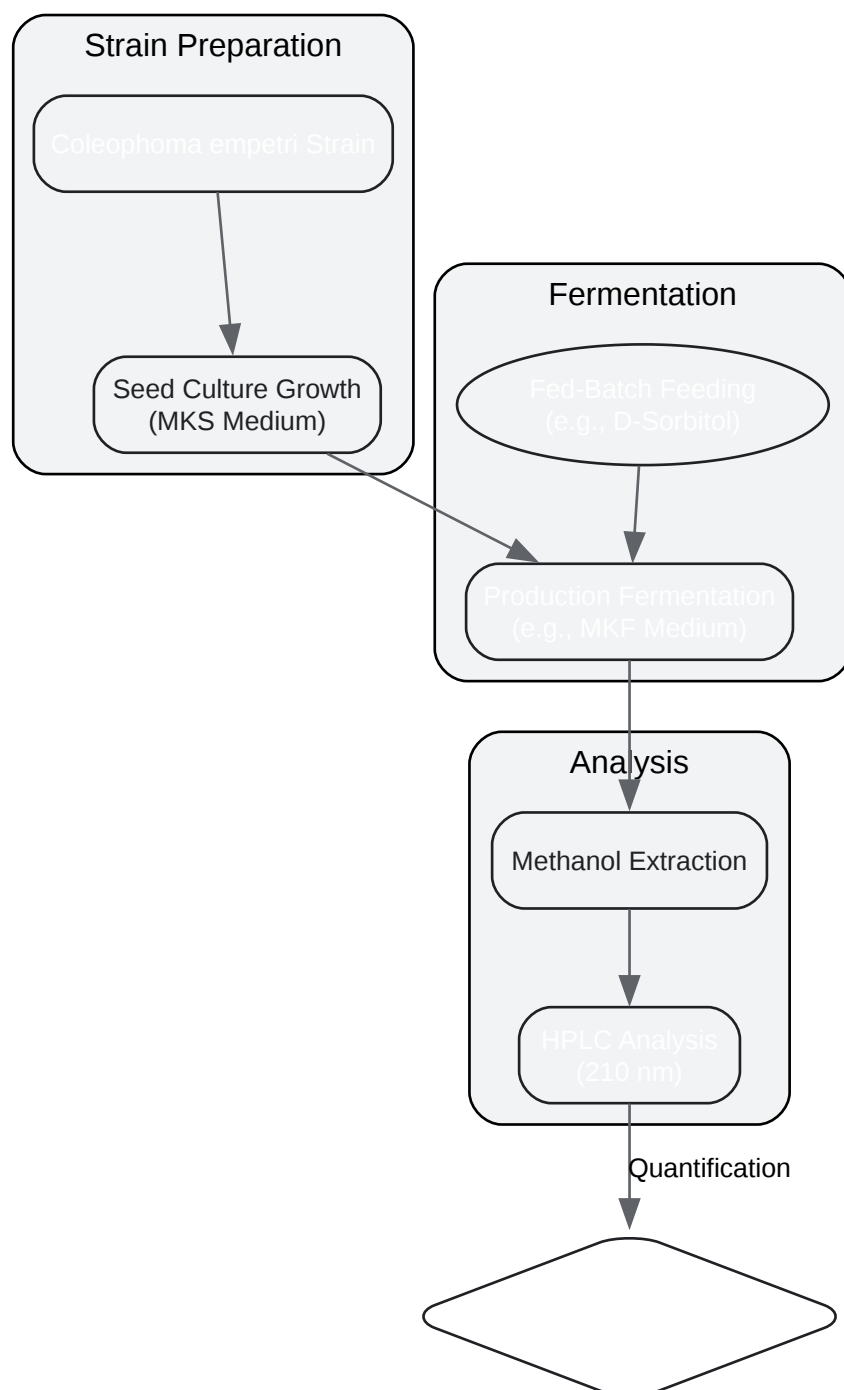 Strain Preparation
Coleophoma empetri Strain
Seed Culture Growth
(MKS Medium)
Fermentation
Fed-Batch Feeding
(e.g., D-Sorbitol)
Production Fermentation
(e.g., MKF Medium)
Analysis
Methanol Extraction
HPLC Analysis
(210 nm)
Quantification